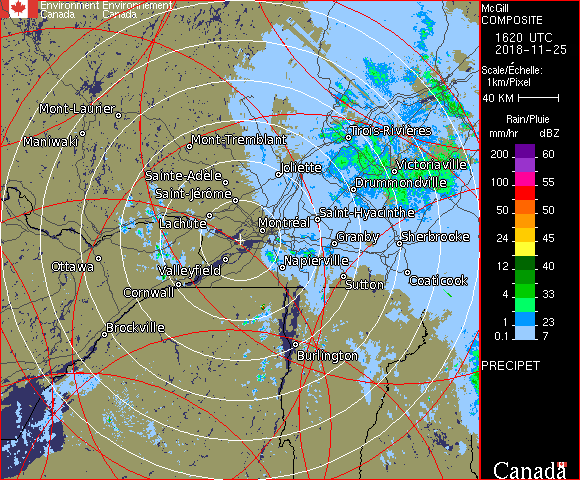 Environment Environnement
Canada Canada
McGill
COMPOSITE
1620 UTC
2018-11-25
Scale/Échelle:
1km/Pixel
40 KM
Rain/Pluie
mm/hr dBZ
200 60
100 55
50 50
24 45
12 40
4 33
1 23
0.1 7
PRECIPET
Canada
Mont-Laurier
Maniwaki
Mont-Tremblant
Trois-Rivières
Joliette
Victoriaville
Sainte-Adèle
Drummondville
Saint-Jérôme
Saint-Hyacinthe
Lachute
Montréal
Granby
Sherbrooke
Ottawa
Valleyfield
Napierville
Coaticook
Sutton
Cornwall
Brockville
Burlington